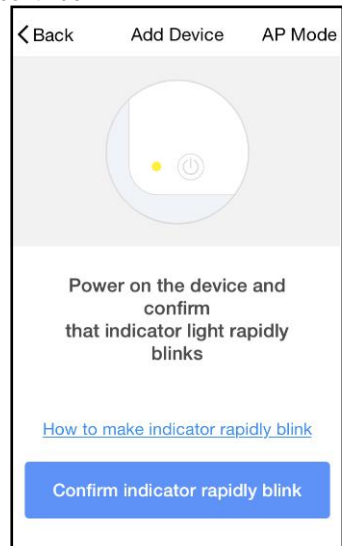 Back Add Device AP Mode
Power on the device and
confirm
that indicator light rapidly
blinks
How to make indicator rapidly blink
Confirm indicator rapidly blink